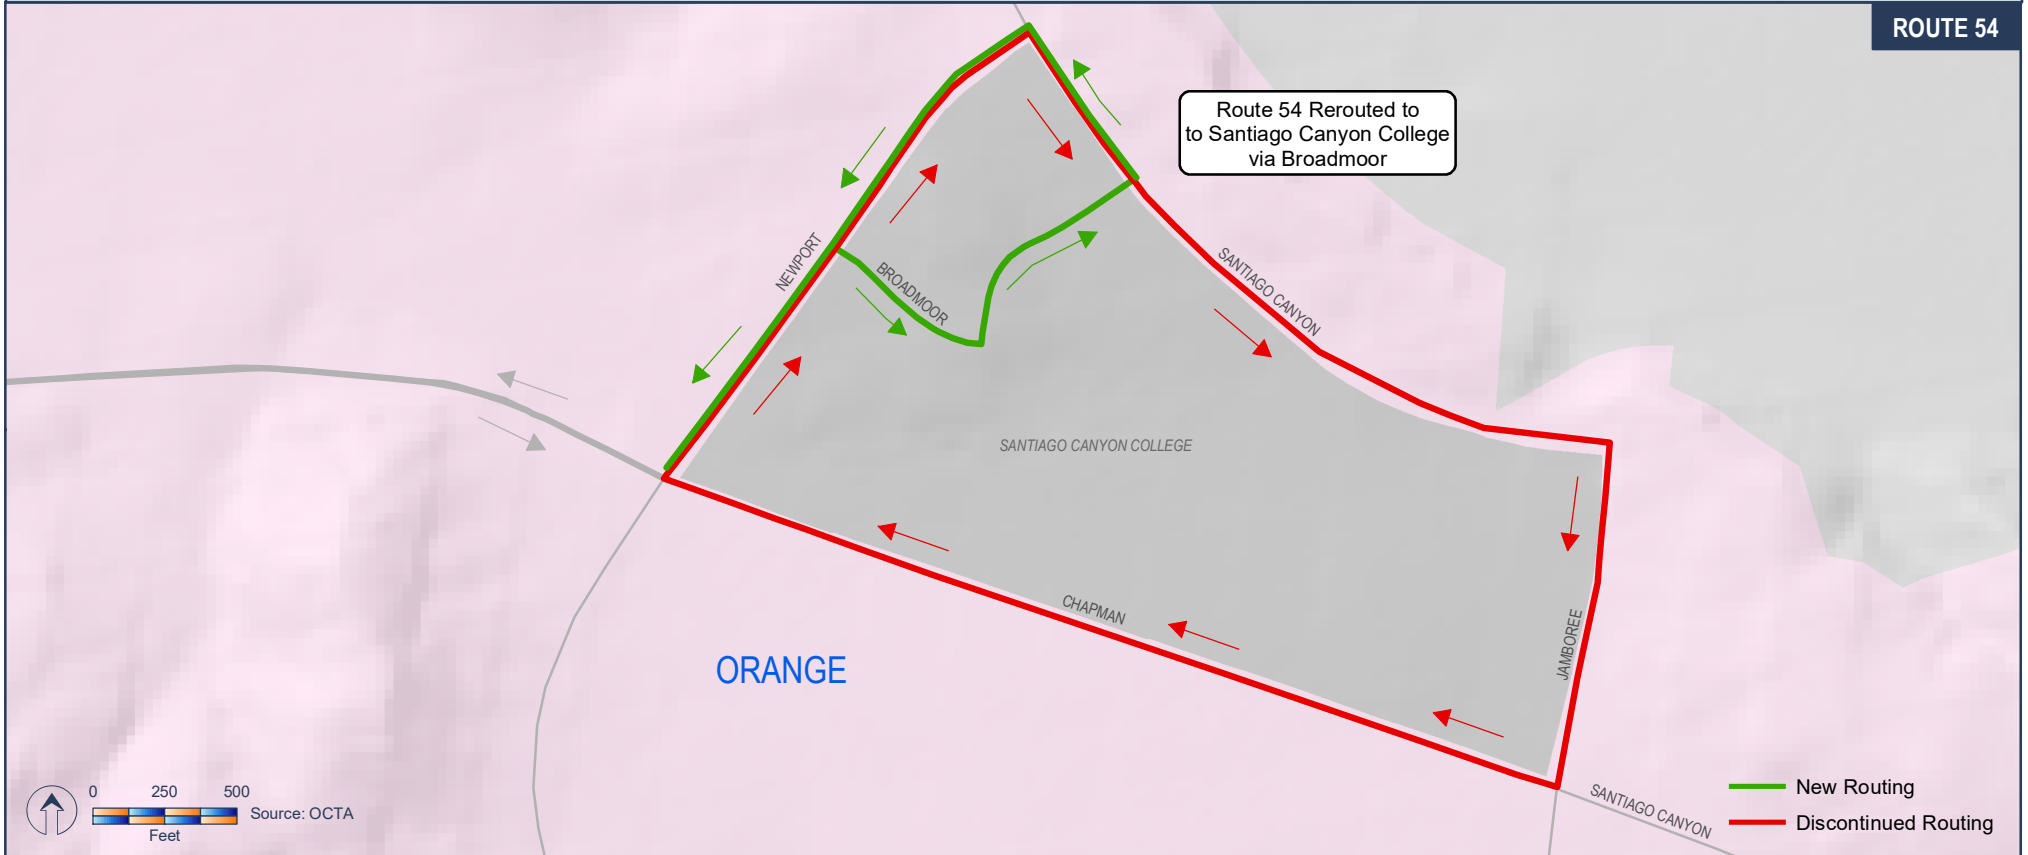 ROUTE 54
Route 54 Rerouted to
to Santiago Canyon College
via Broadmoor
NEWPORT
BROADMOOR
SANTIAGO CANYON
SANTIAGO CANYON COLLEGE
CHAPMAN
JAMBOREE
ORANGE
SANTIAGO CANYON
0 250 500
Feet
Source: OCTA
New Routing
Discontinued Routing